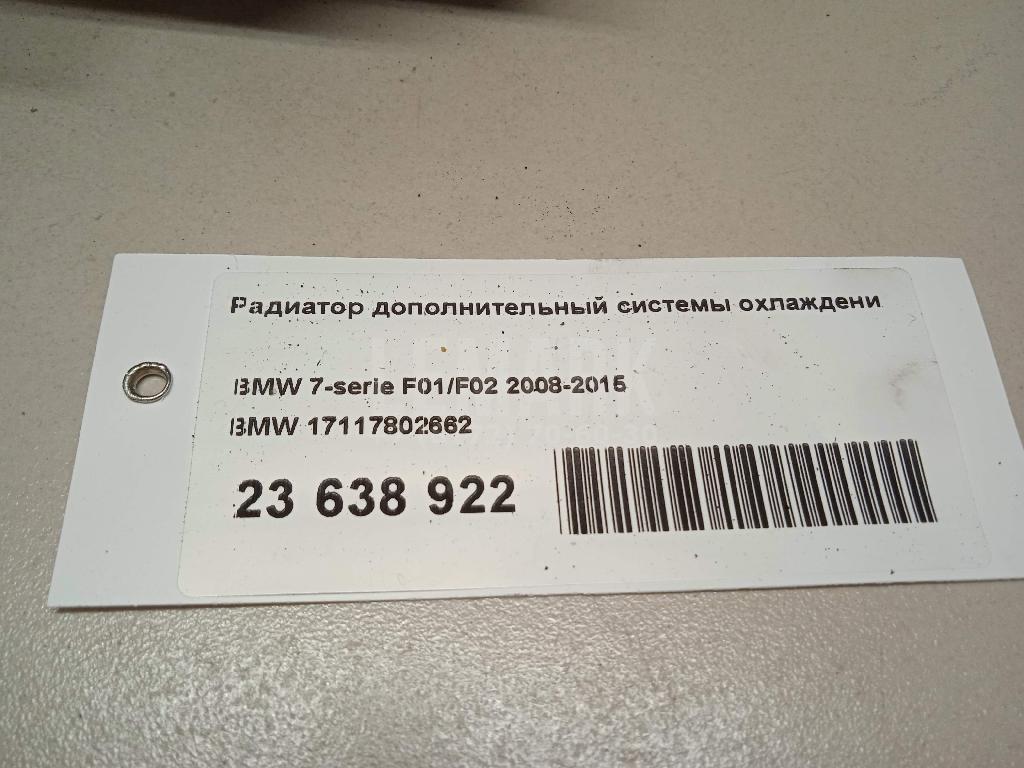 Радиатор дополнительный системы охлаждени
BMW 7-serie F01/F02 2008-2015
BMW 17117802662
23 638 922